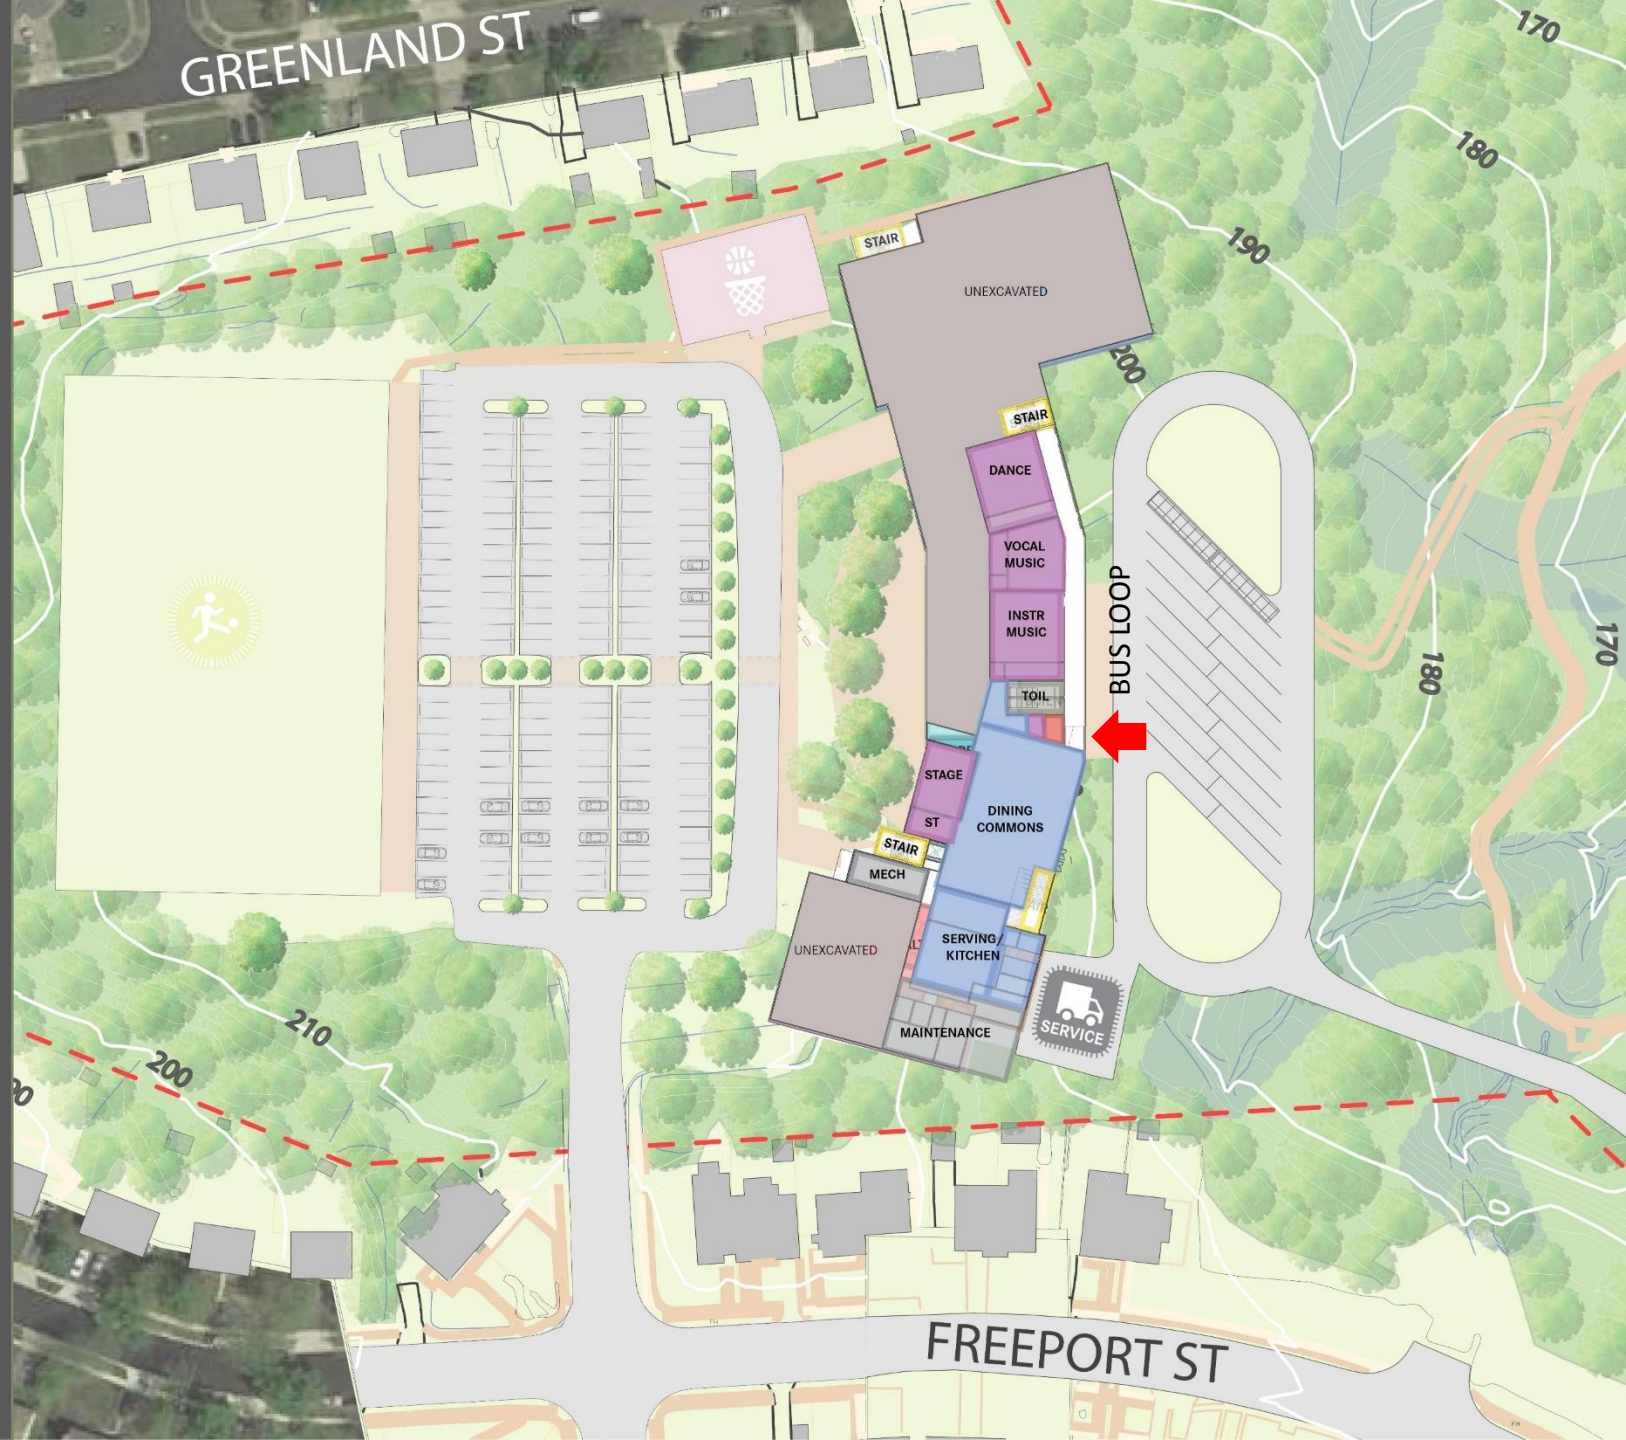 GREENLAND ST
170
180
190
STAIR
UNEXCAVATED
200
STAIR
DANCE
VOCAL
MUSIC
INSTR
MUSIC
BUS LOOP
170
180
TOIL
STAGE
DINING
COMMONS
ST
STAIR
MECH
UNEXCAVATED
SERVING/
KITCHEN
SERVICE
MAINTENANCE
210
200
FREEPORT ST